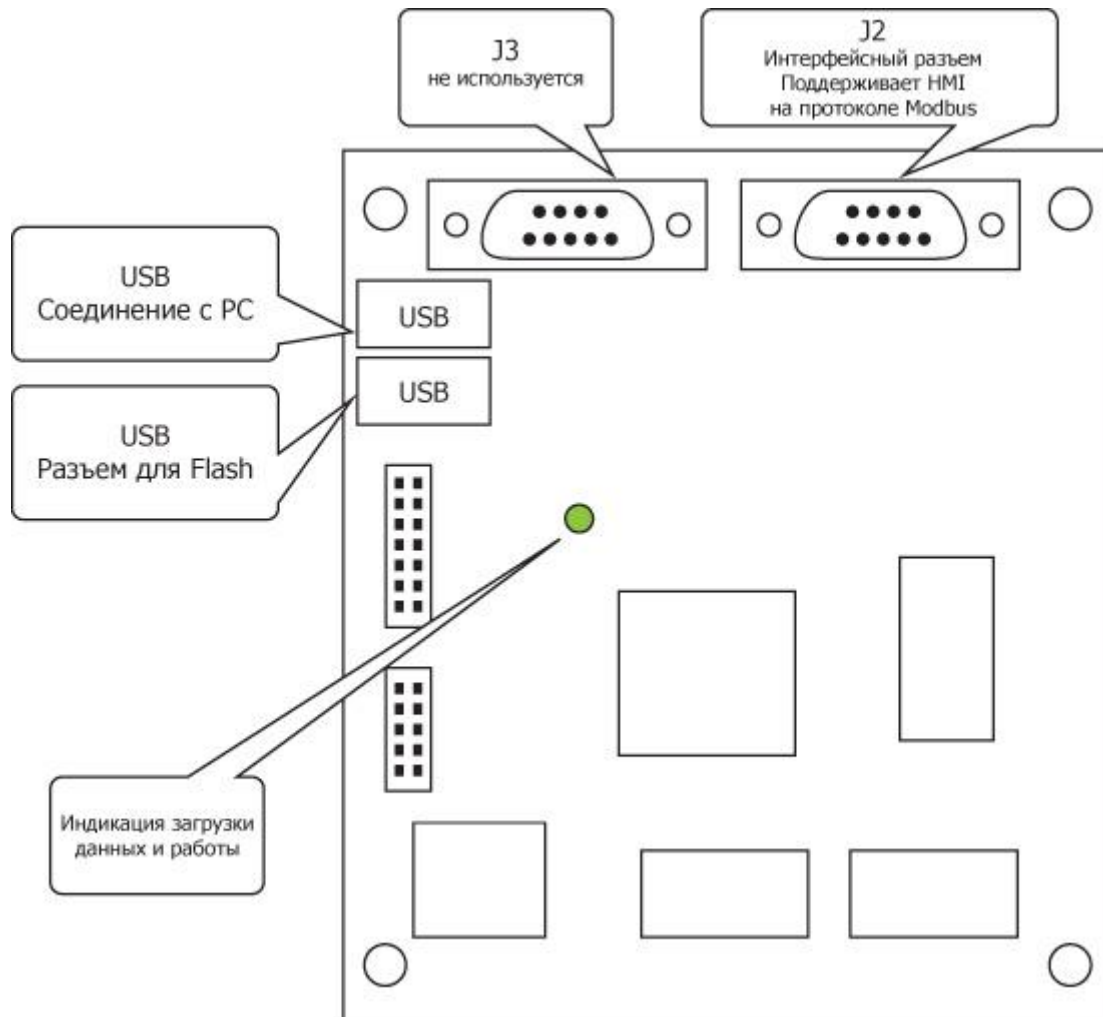 J3
не используется
J2
Интерфейсный разъем
Поддерживает HMI
на протоколе Modbus
USB
Соединение с PC
USB
USB
Разъем для Flash
USB
Индикация загрузки
данных и работы